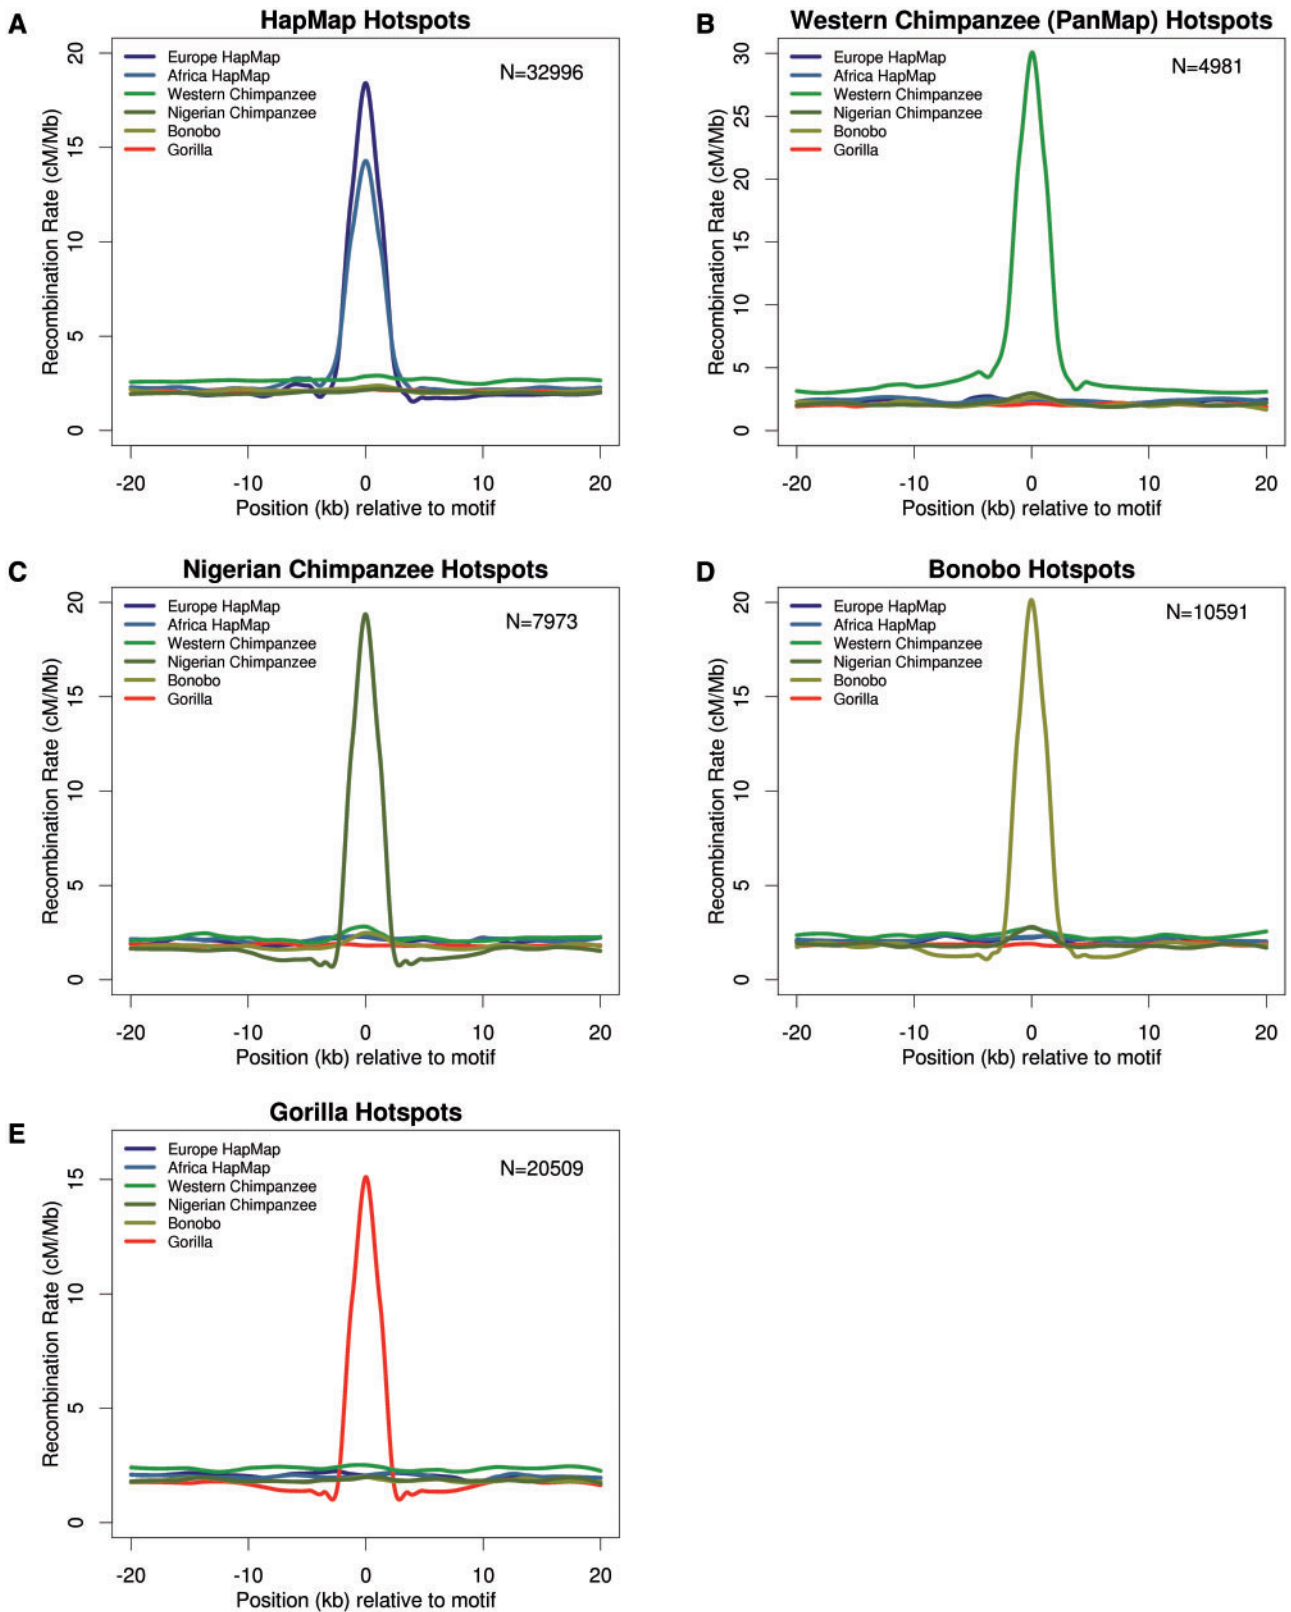 A
HapMap Hotspots
Europe HapMap
Africa HapMap
Western Chimpanzee
Nigerian Chimpanzee
Bonobo
Gorilla
N=32996
Recombination Rate (cM/Mb)
20
15
10
5
0
-20 -10 0 10 20
Position (kb) relative to motif
B
Western Chimpanzee (PanMap) Hotspots
Europe HapMap
Africa HapMap
Western Chimpanzee
Nigerian Chimpanzee
Bonobo
Gorilla
N=4981
Recombination Rate (cM/Mb)
30
25
20
15
10
5
0
-20 -10 0 10 20
Position (kb) relative to motif
C
Nigerian Chimpanzee Hotspots
Europe HapMap
Africa HapMap
Western Chimpanzee
Nigerian Chimpanzee
Bonobo
Gorilla
N=7973
Recombination Rate (cM/Mb)
20
15
10
5
0
-20 -10 0 10 20
Position (kb) relative to motif
D
Bonobo Hotspots
Europe HapMap
Africa HapMap
Western Chimpanzee
Nigerian Chimpanzee
Bonobo
Gorilla
N=10591
Recombination Rate (cM/Mb)
20
15
10
5
0
-20 -10 0 10 20
Position (kb) relative to motif
E
Gorilla Hotspots
Europe HapMap
Africa HapMap
Western Chimpanzee
Nigerian Chimpanzee
Bonobo
Gorilla
N=20509
Recombination Rate (cM/Mb)
15
10
5
0
-20 -10 0 10 20
Position (kb) relative to motif